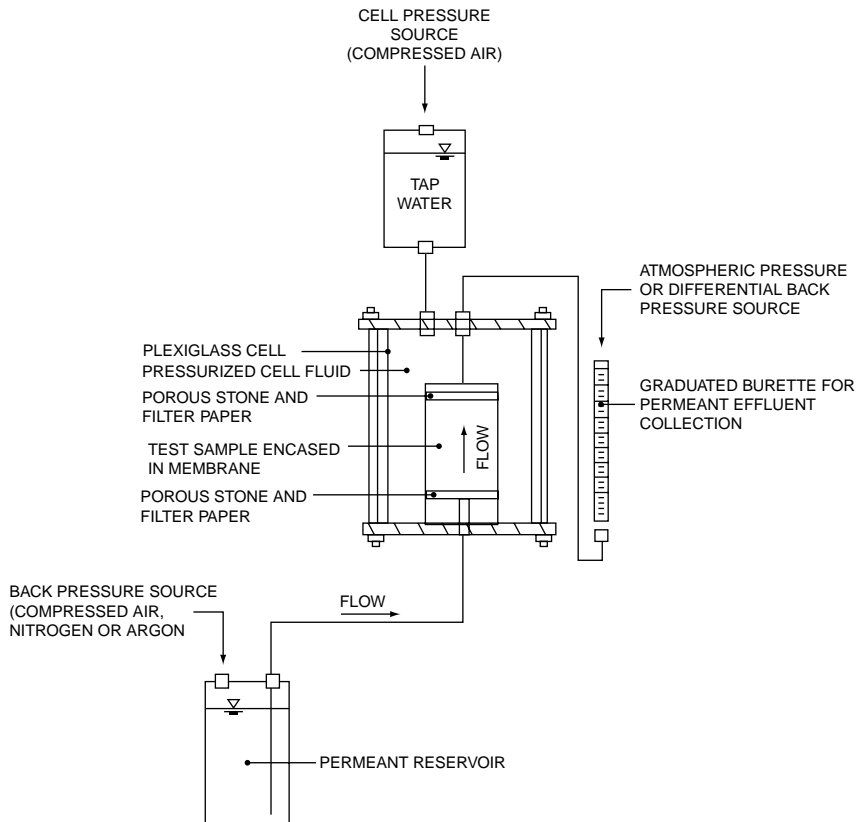 CELL PRESSURE
SOURCE
(COMPRESSED AIR)
TAP
WATER
ATMOSPHERIC PRESSURE
OR DIFFERENTIAL BACK
PRESSURE SOURCE
PLEXIGLASS CELL
PRESSURIZED CELL FLUID
POROUS STONE AND
FILTER PAPER
GRADUATED BURETTE FOR
PERMEANT EFFLUENT
COLLECTION
TEST SAMPLE ENCASED
IN MEMBRANE
FLOW
POROUS STONE AND
FILTER PAPER
BACK PRESSURE SOURCE
(COMPRESSED AIR,
NITROGEN OR ARGON
FLOW
PERMEANT RESERVOIR